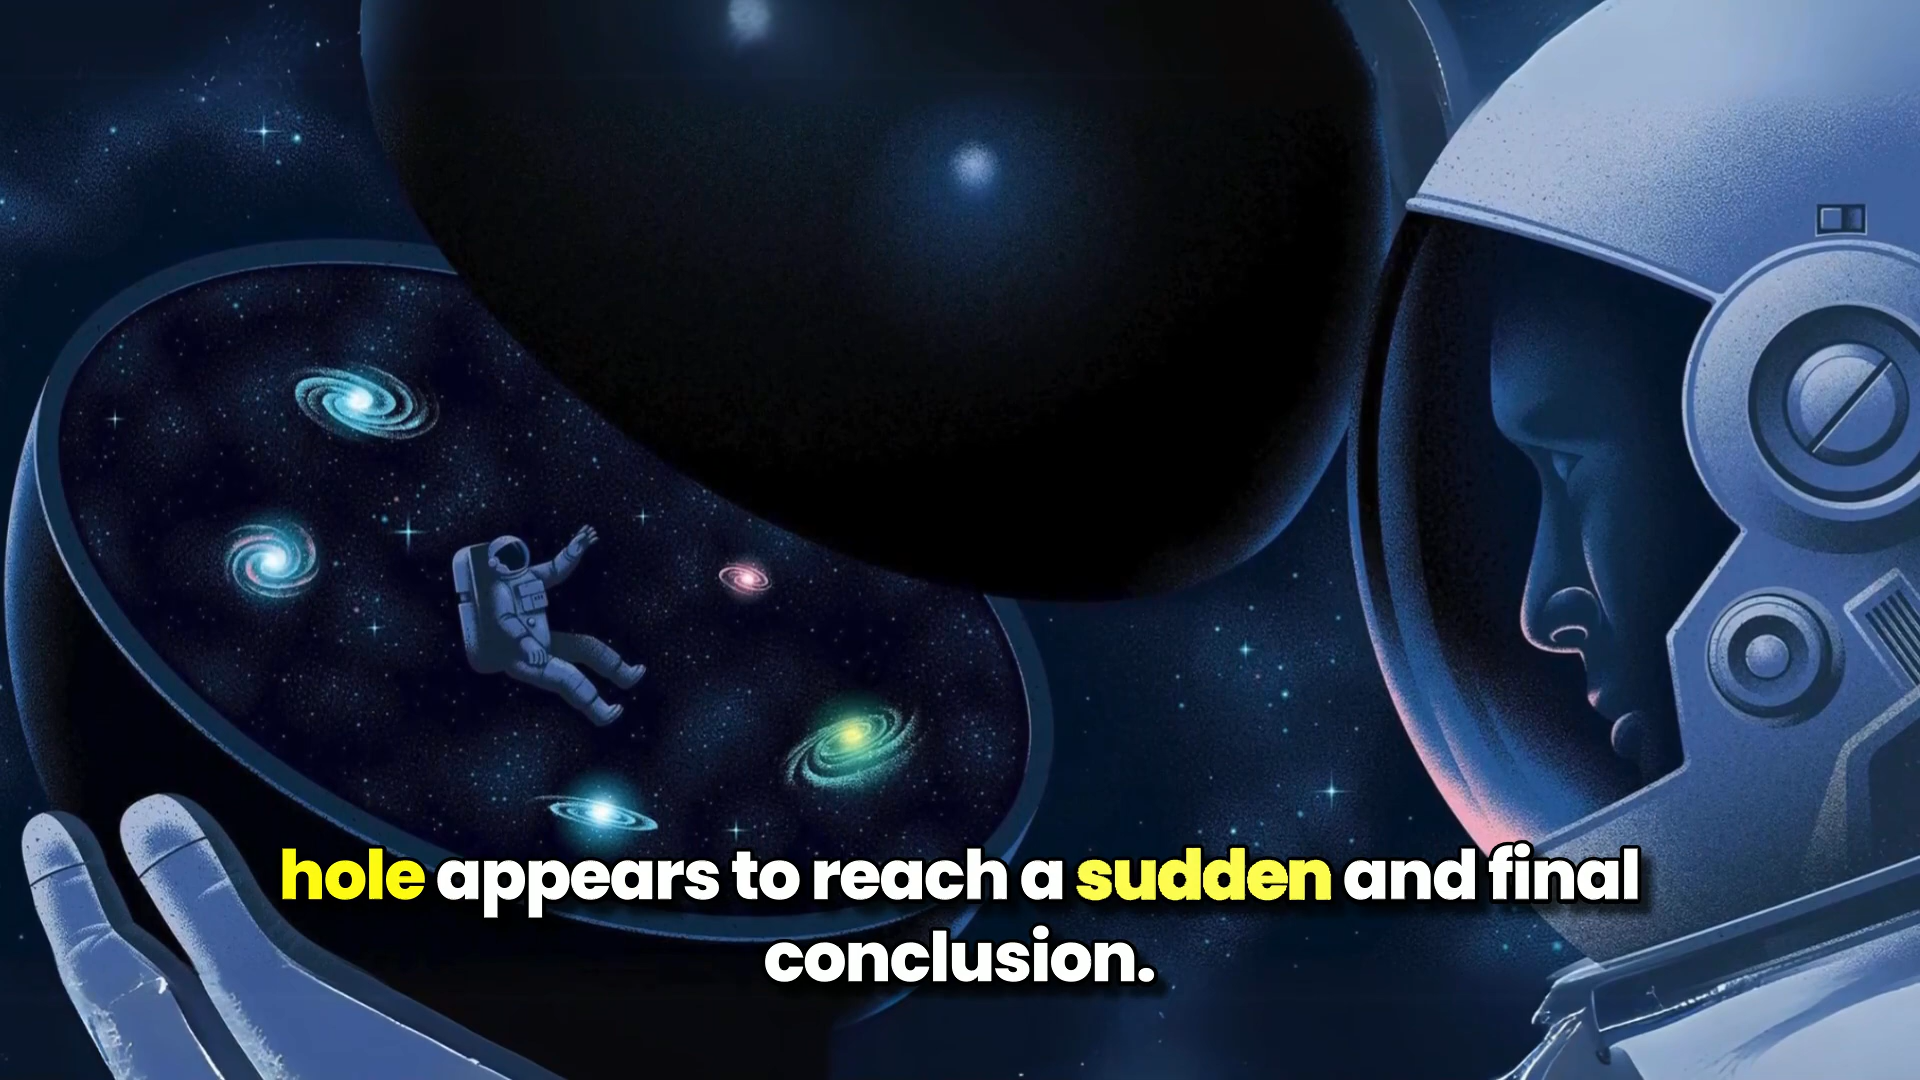 hole appears to reach a sudden and final
conclusion.